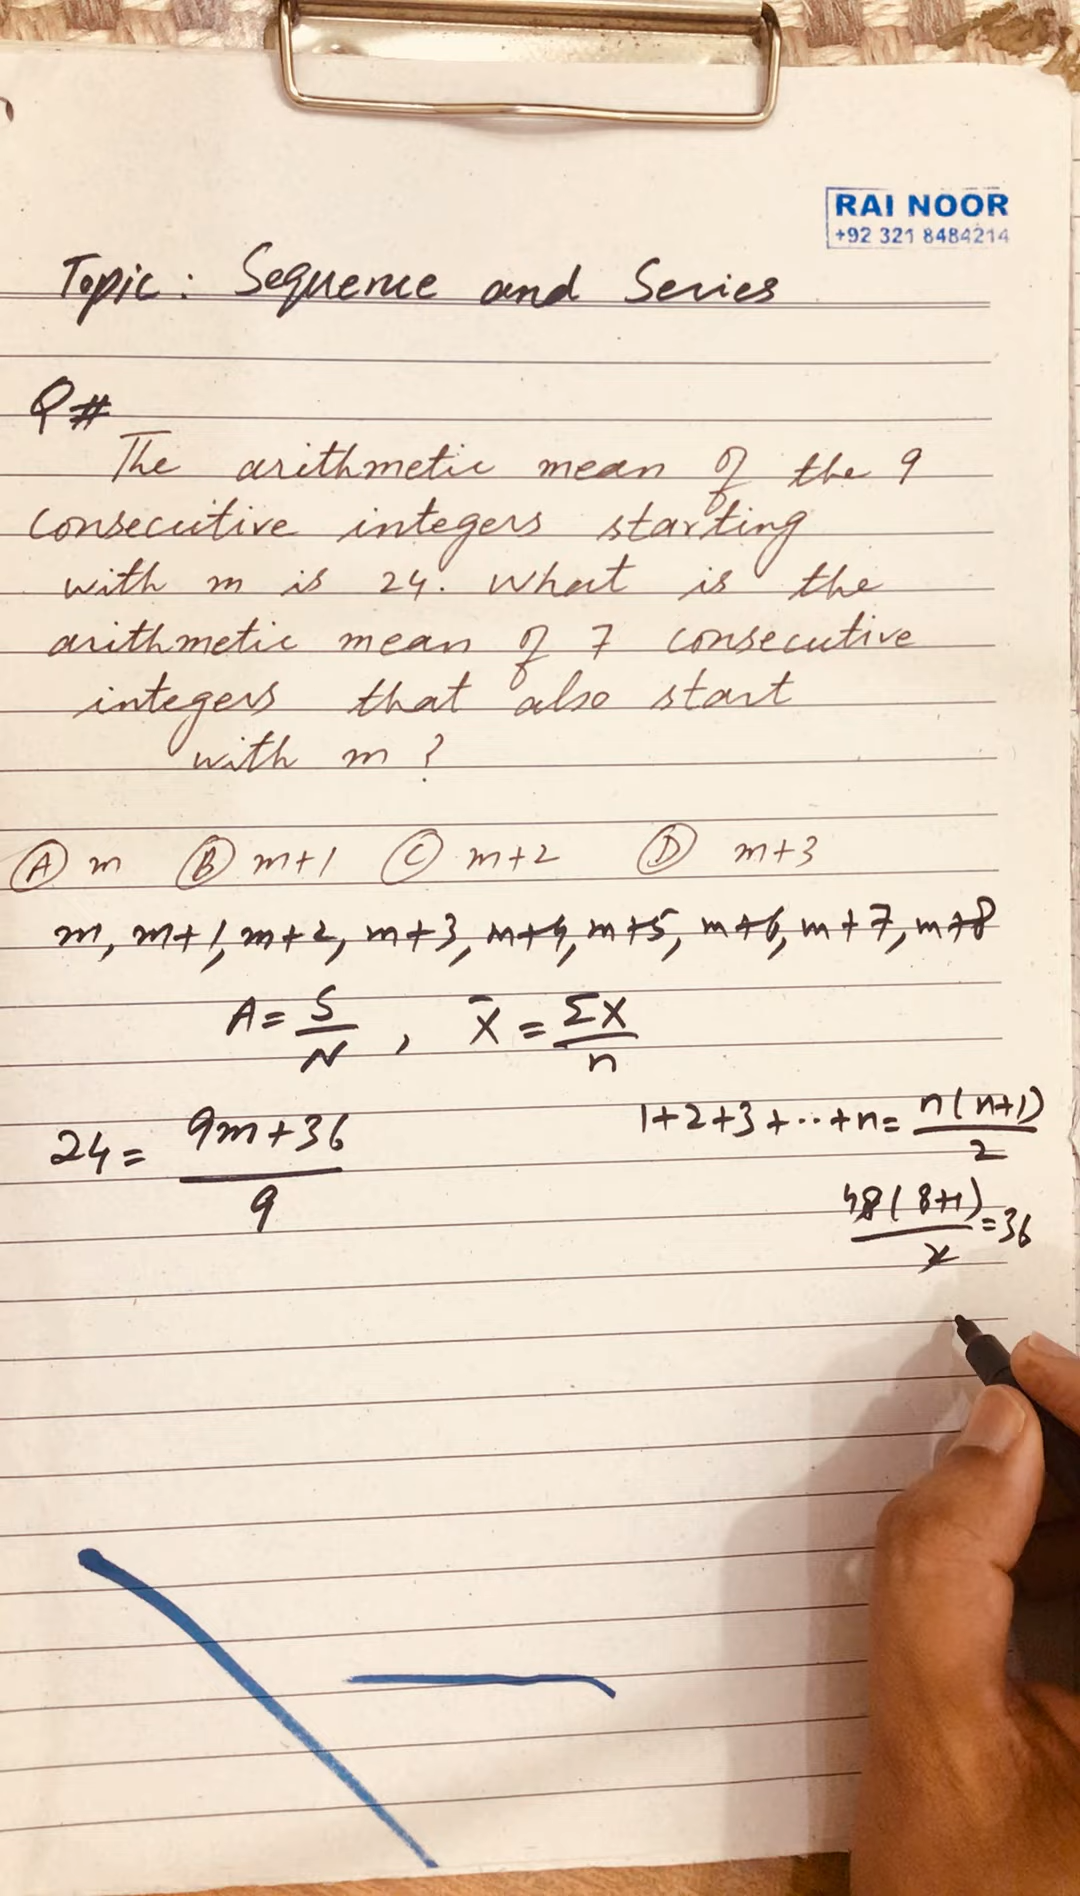 RAI NOOR
+92 321 8484214
Topic: Sequence and Series
Q#
The arithmetic mean of the 9
consecutive integers starting
with m is 24. What is the
arithmetic mean of 7 consecutive
integers that also start
with m?
Ⓐ m Ⓑ m+1 Ⓒ m+2 Ⓓ m+3
m, m+1, m+2, m+3, m+4, m+5, m+6, m+7, m+8
A = S/N , X̄ = ΣX/n
24 = (9m+36)/9
1+2+3+...+n = n(n+1)/2
48(8+1)/2 = 36